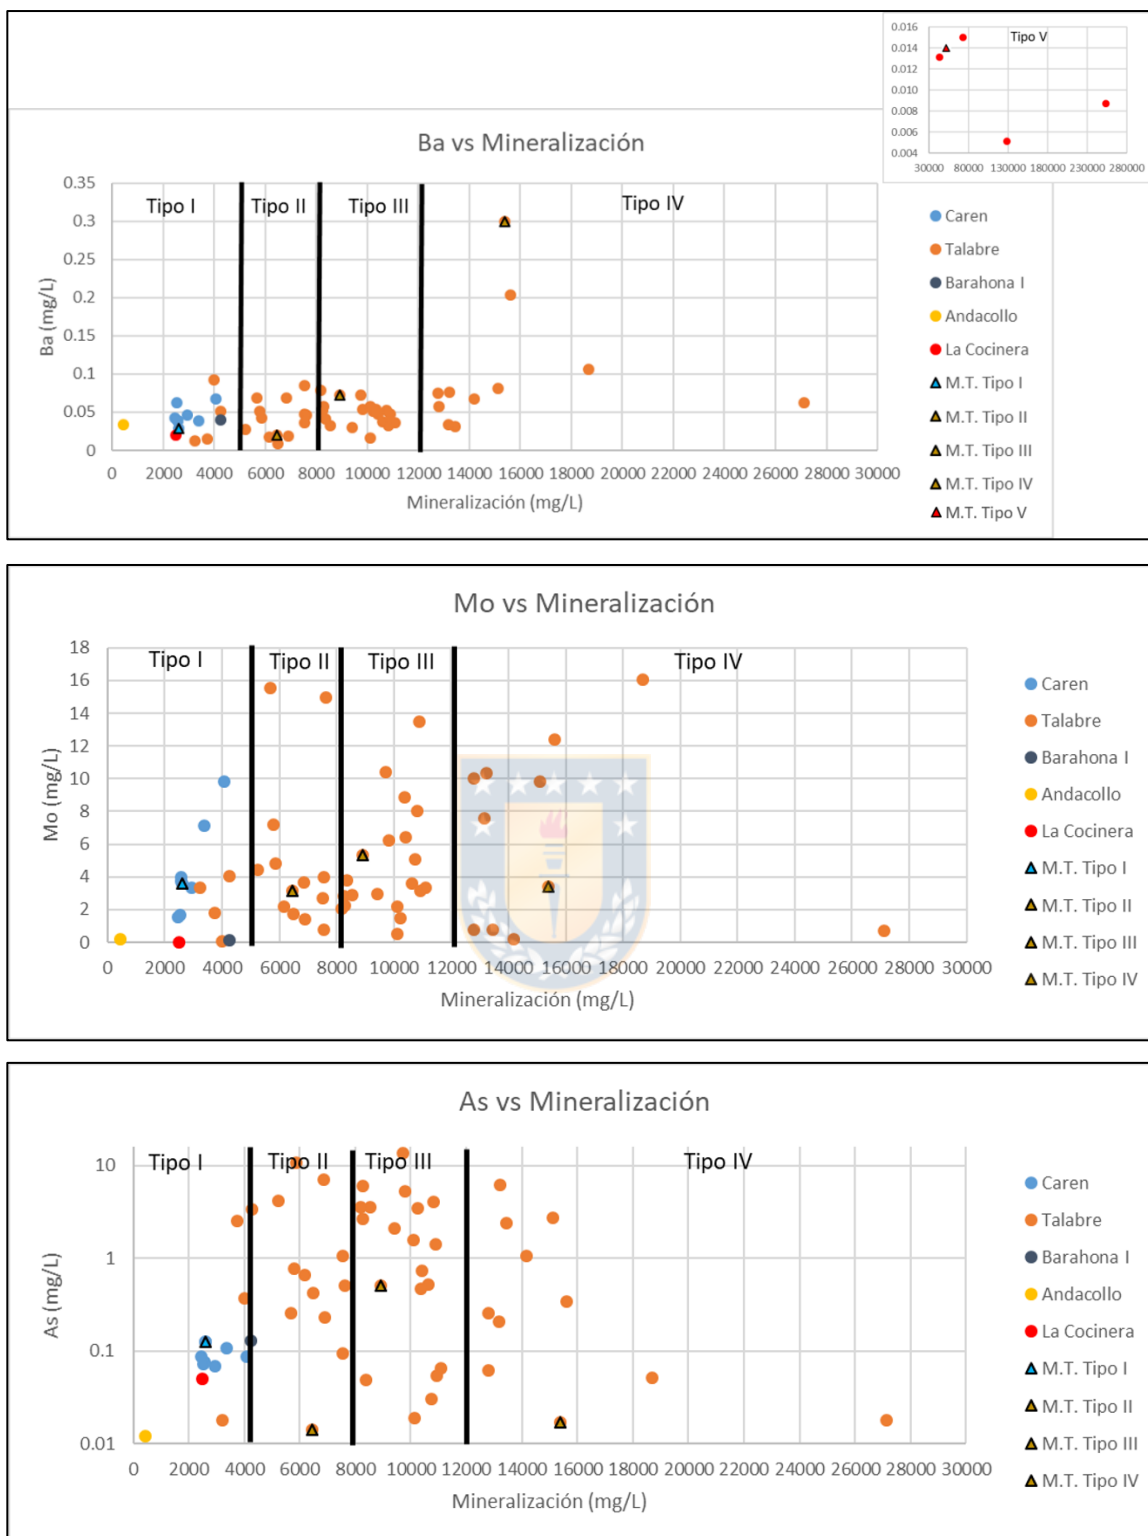 0.016
0.014
0.012
0.010
0.008
0.006
0.004
Tipo V
30000 80000 130000 180000 230000 280000
Ba vs Mineralización
0.35
0.3
0.25
0.2
0.15
0.1
0.05
0
Ba (mg/L)
Tipo I Tipo II Tipo III Tipo IV
0 2000 4000 6000 8000 10000 12000 14000 16000 18000 20000 22000 24000 26000 28000 30000
Mineralización (mg/L)
Caren
Talabre
Barahona I
Andacollo
La Cocinera
M.T. Tipo I
M.T. Tipo II
M.T. Tipo III
M.T. Tipo IV
M.T. Tipo V
Mo vs Mineralización
18
16
14
12
10
8
6
4
2
0
Mo (mg/L)
Tipo I Tipo II Tipo III Tipo IV
0 2000 4000 6000 8000 10000 12000 14000 16000 18000 20000 22000 24000 26000 28000 30000
Mineralización (mg/L)
Caren
Talabre
Barahona I
Andacollo
La Cocinera
M.T. Tipo I
M.T. Tipo II
M.T. Tipo III
M.T. Tipo IV
As vs Mineralización
10
1
0.1
0.01
As (mg/L)
Tipo I Tipo II Tipo III Tipo IV
0 2000 4000 6000 8000 10000 12000 14000 16000 18000 20000 22000 24000 26000 28000 30000
Mineralización (mg/L)
Caren
Talabre
Barahona I
Andacollo
La Cocinera
M.T. Tipo I
M.T. Tipo II
M.T. Tipo III
M.T. Tipo IV